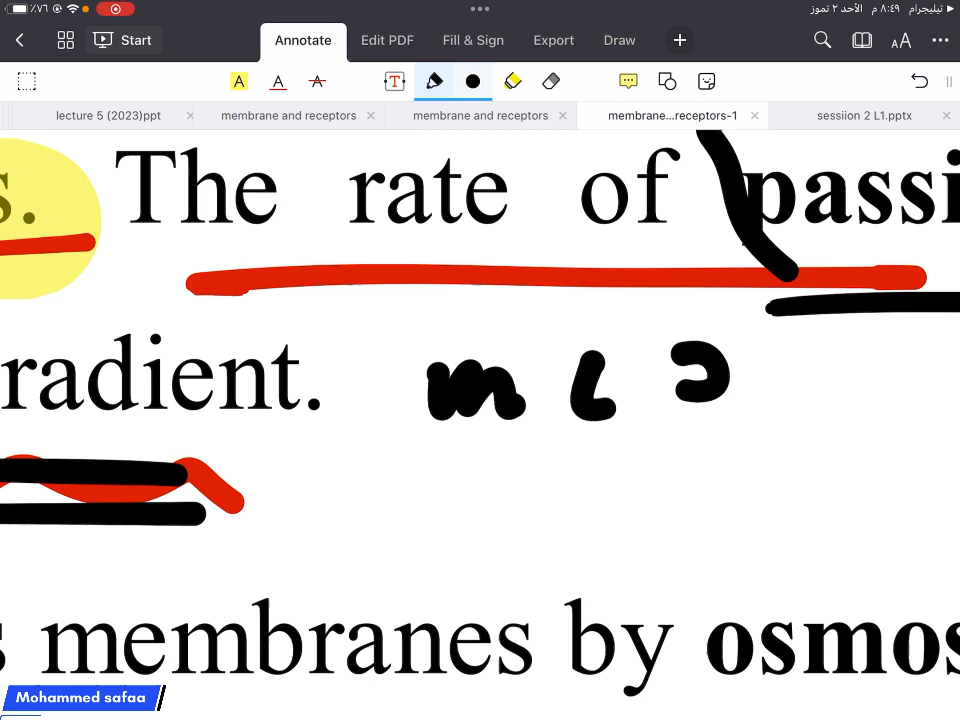 ٪٧٦ تيليجرام ٨:٤٩ م الأحد ٢ تموز
Start Annotate Edit PDF Fill & Sign Export Draw
lecture 5 (2023)ppt membrane and receptors membrane and receptors membrane...receptors-1 sessiion 2 L1.pptx
s. The rate of passi
radient.
s membranes by osmos
Mohammed safaa